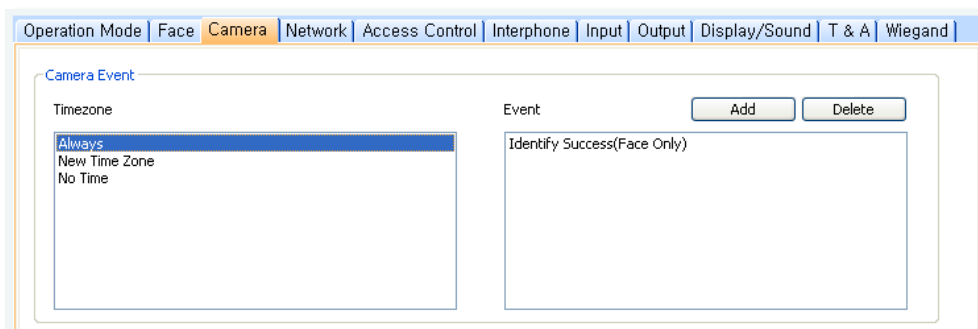 Operation Mode Face Camera Network Access Control Interphone Input Output Display/Sound T & A Wiegand
Camera Event
Timezone
Event
Add
Delete
Always
New Time Zone
No Time
Identify Success(Face Only)